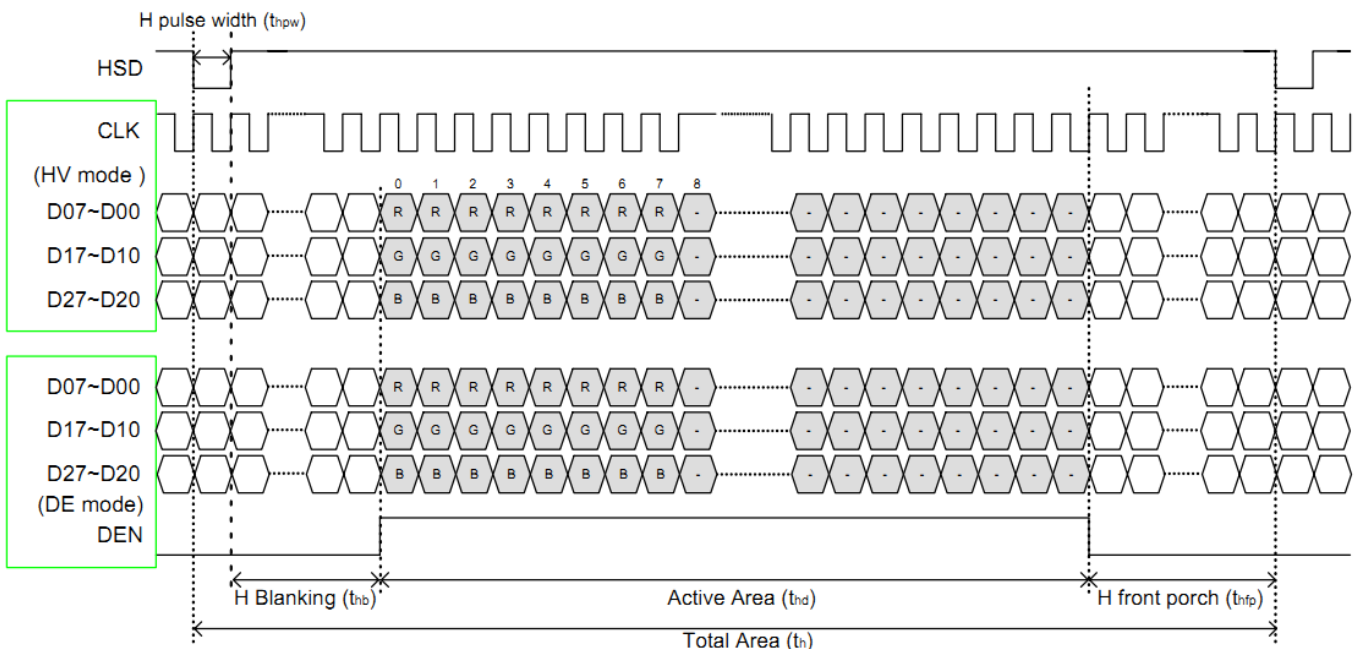 H pulse width (thpw)
HSD
CLK
(HV mode )
0 1 2 3 4 5 6 7 8
D07~D00 R R R R R R R R - - - - - - - - -
D17~D10 G G G G G G G G - - - - - - - - -
D27~D20 B B B B B B B B - - - - - - - - -
D07~D00 R R R R R R R R - - - - - - - - -
D17~D10 G G G G G G G G - - - - - - - - -
D27~D20 B B B B B B B B - - - - - - - - -
(DE mode)
DEN
H Blanking (thb) Active Area (thd) H front porch (thfp)
Total Area (th)